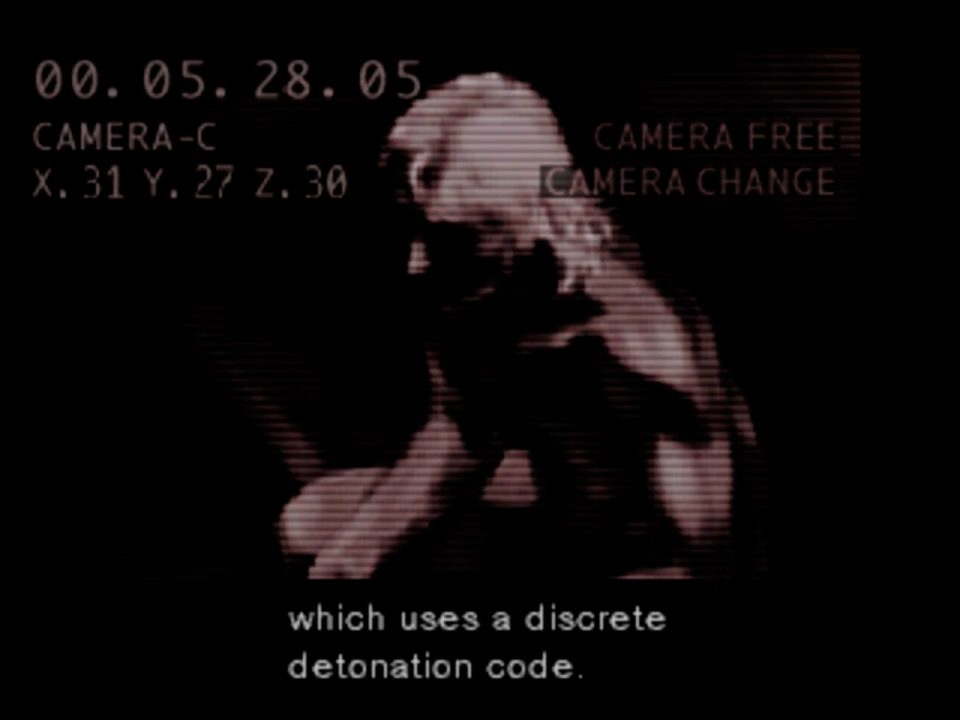 00.05.28.05
CAMERA-C
X.31 Y.27 Z.30
CAMERA FREE
CAMERA CHANGE
which uses a discrete
detonation code.